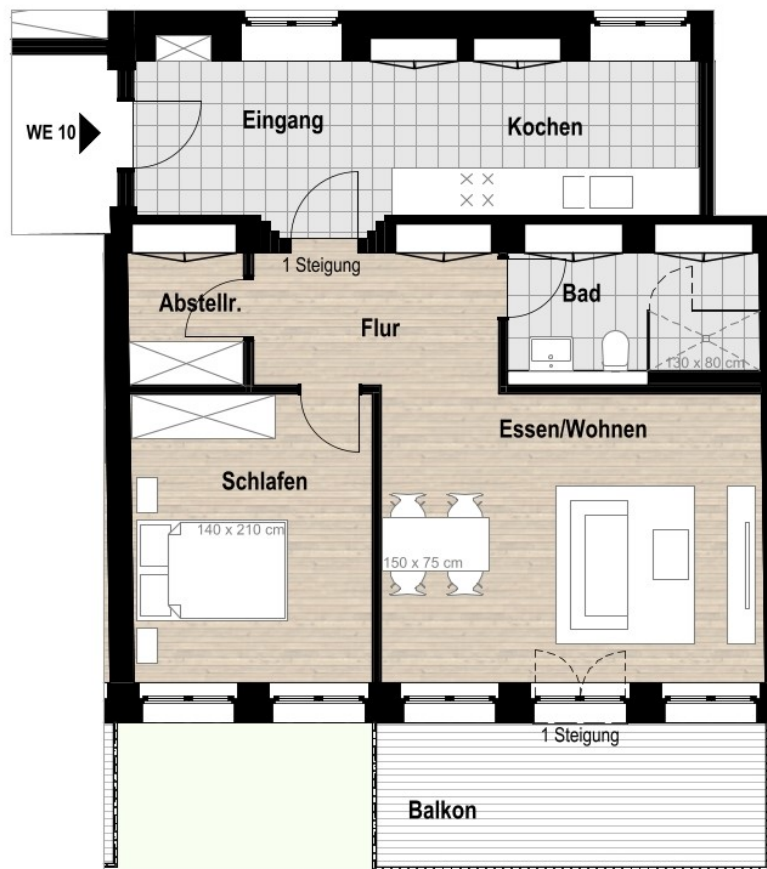 WE 10
Eingang
Kochen
1 Steigung
Abstellr.
Flur
Bad
130 x 80 cm
Essen/Wohnen
Schlafen
140 x 210 cm
150 x 75 cm
1 Steigung
Balkon